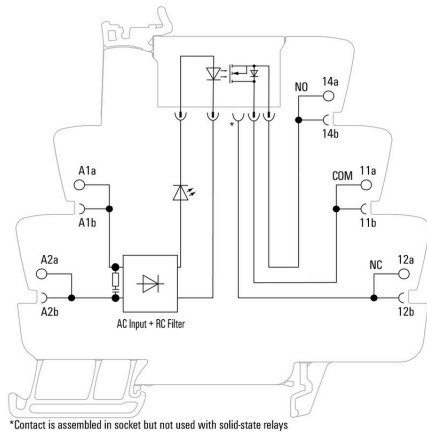 NO
14a
14b
*
A1a
A1b
COM
11a
11b
A2a
A2b
NC
12a
12b
AC Input + RC Filter
*Contact is assembled in socket but not used with solid-state relays